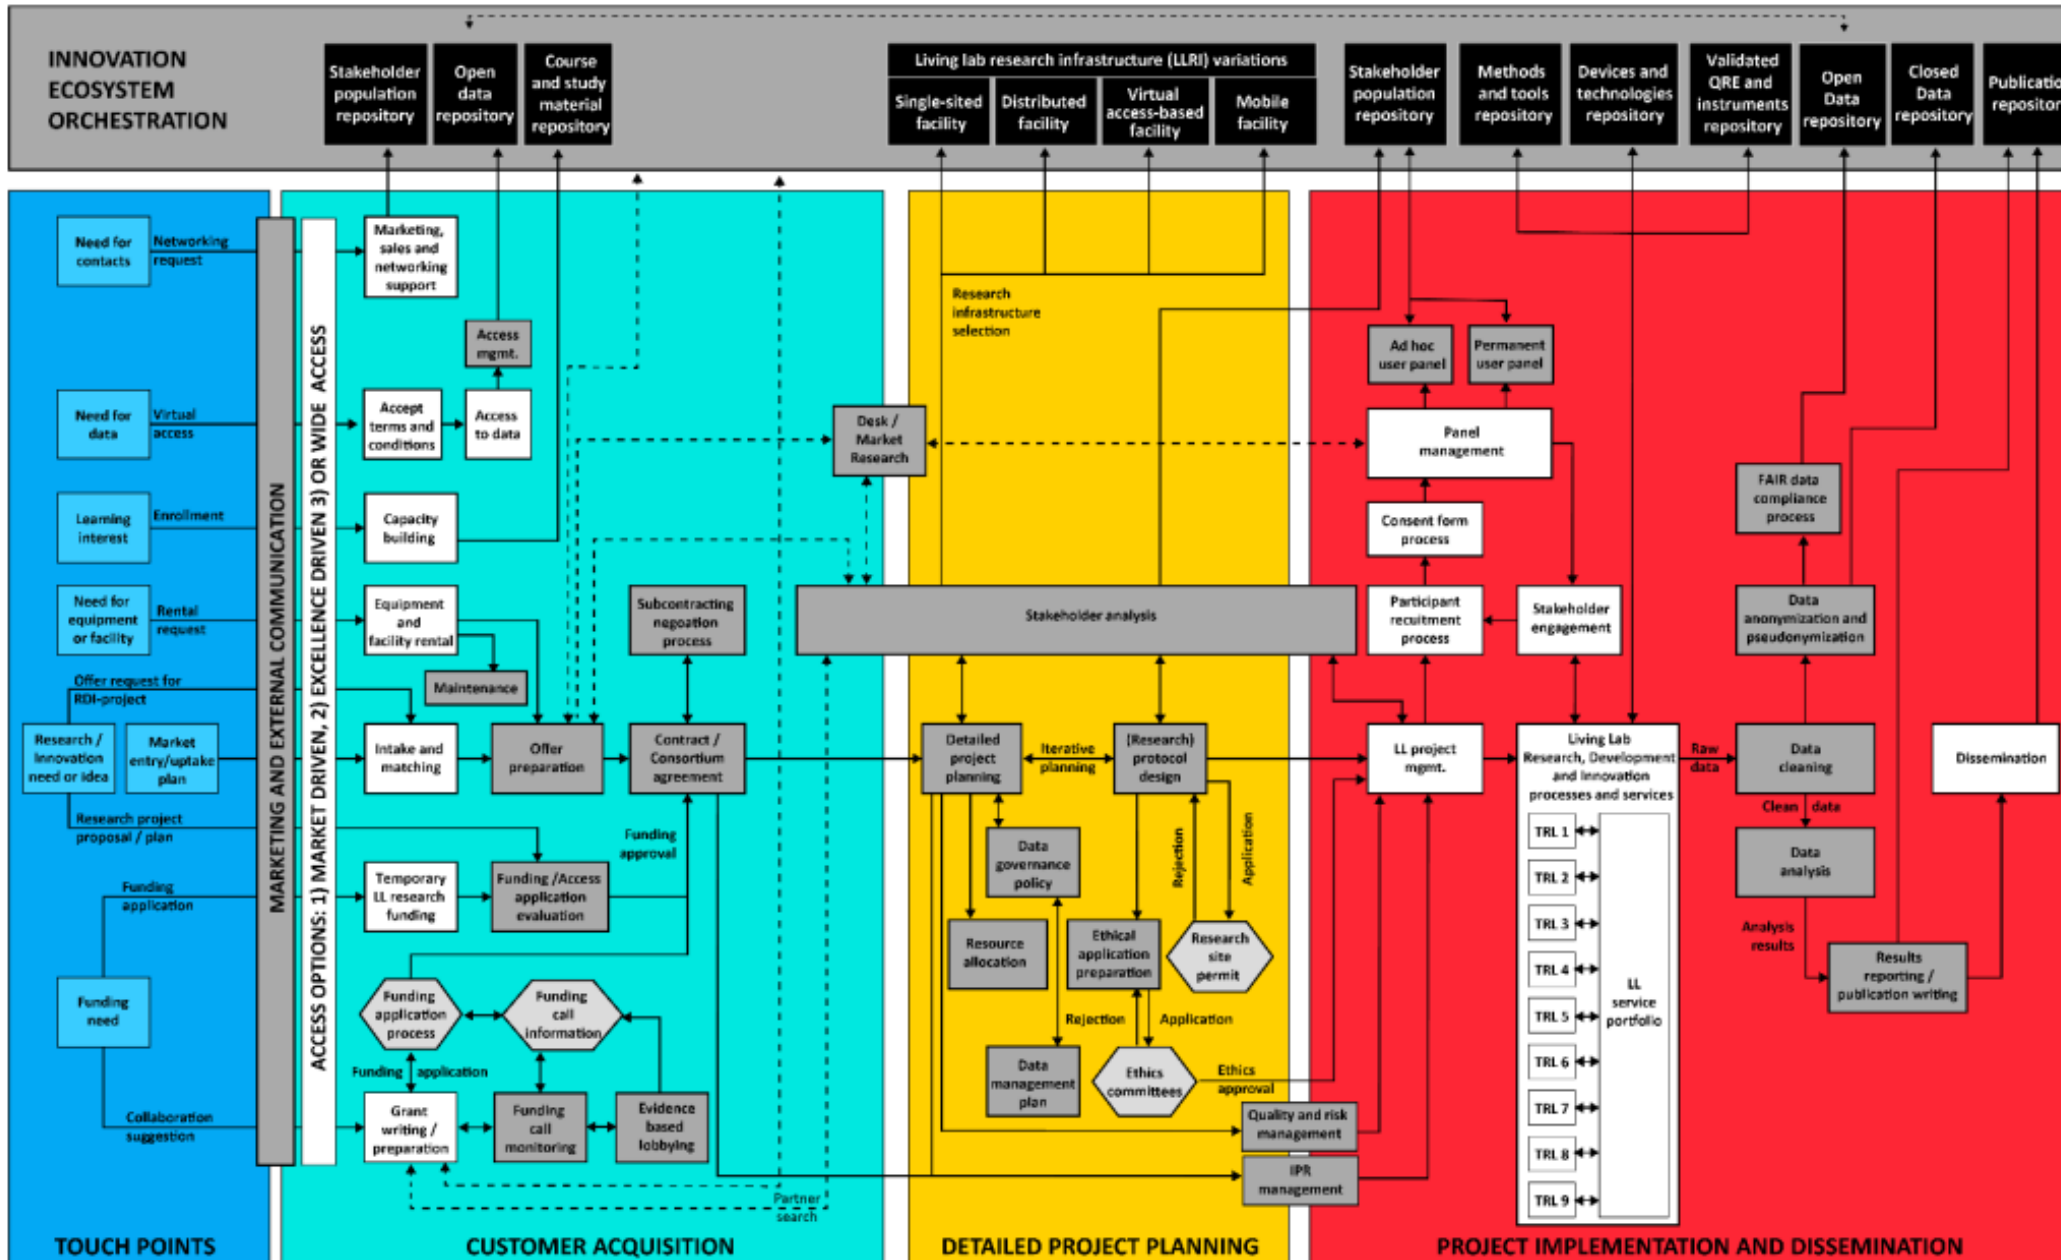 INNOVATION
ECOSYSTEM
ORCHESTRATION
Stakeholder
population
repository
Open
data
repository
Course
and study
material
repository
Living lab research infrastructure (LLRI) variations
Single-sited
facility
Distributed
facility
Virtual
access-based
facility
Mobile
facility
Stakeholder
population
repository
Methods
and tools
repository
Devices and
technologies
repository
Validated
QRE and
instruments
repository
Open
Data
repository
Closed
Data
repository
Publicatio
repository
Need for
contacts
Networking
request
Need for
data
Virtual
access
Learning
interest
Enrollment
Need for
equipment
or facility
Rental
request
Offer request for
RDI-project
Research /
Innovation
need or idea
Market
entry/uptake
plan
Research project
proposal / plan
Funding
application
Funding
need
Collaboration
suggestion
TOUCH POINTS
MARKETING AND EXTERNAL COMMUNICATION
ACCESS OPTIONS: 1) MARKET DRIVEN, 2) EXCELLENCE DRIVEN 3) OR WIDE ACCESS
Marketing,
sales and
networking
support
Access
mgmt.
Accept
terms and
conditions
Access
to data
Capacity
building
Equipment
and
facility rental
Maintenance
Subcontracting
negoation
process
Intake and
matching
Offer
preparation
Contract /
Consortium
agreement
Funding
approval
Temporary
LL research
funding
Funding /Access
application
evaluation
Funding
application
process
Funding
call
information
Funding application
Grant
writing /
preparation
Funding
call
monitoring
Evidence
based
lobbying
Partner
search
CUSTOMER ACQUISITION
Desk /
Market
Research
Research
infrastructure
selection
Stakeholder analysis
Detailed
project
planning
Iterative
planning
(Research)
protocol
design
Data
governance
policy
Rejection
Application
Resource
allocation
Ethical
application
preparation
Research
site
permit
Rejection
Application
Data
management
plan
Ethics
committees
Ethics
approval
Quality and risk
management
IPR
management
DETAILED PROJECT PLANNING
Ad hoc
user panel
Permanent
user panel
Panel
management
Consent form
process
Participant
recruitment
process
Stakeholder
engagement
LL project
mgmt.
Living Lab
Research, Development
and Innovation
processes and services
TRL 1
TRL 2
TRL 3
TRL 4
TRL 5
TRL 6
TRL 7
TRL 8
TRL 9
LL
service
portfolio
Raw
data
FAIR data
compliance
process
Data
anonymization and
pseudonymization
Data
cleaning
Clean data
Data
analysis
Analysis
results
Results
reporting /
publication writing
Dissemination
PROJECT IMPLEMENTATION AND DISSEMINATION